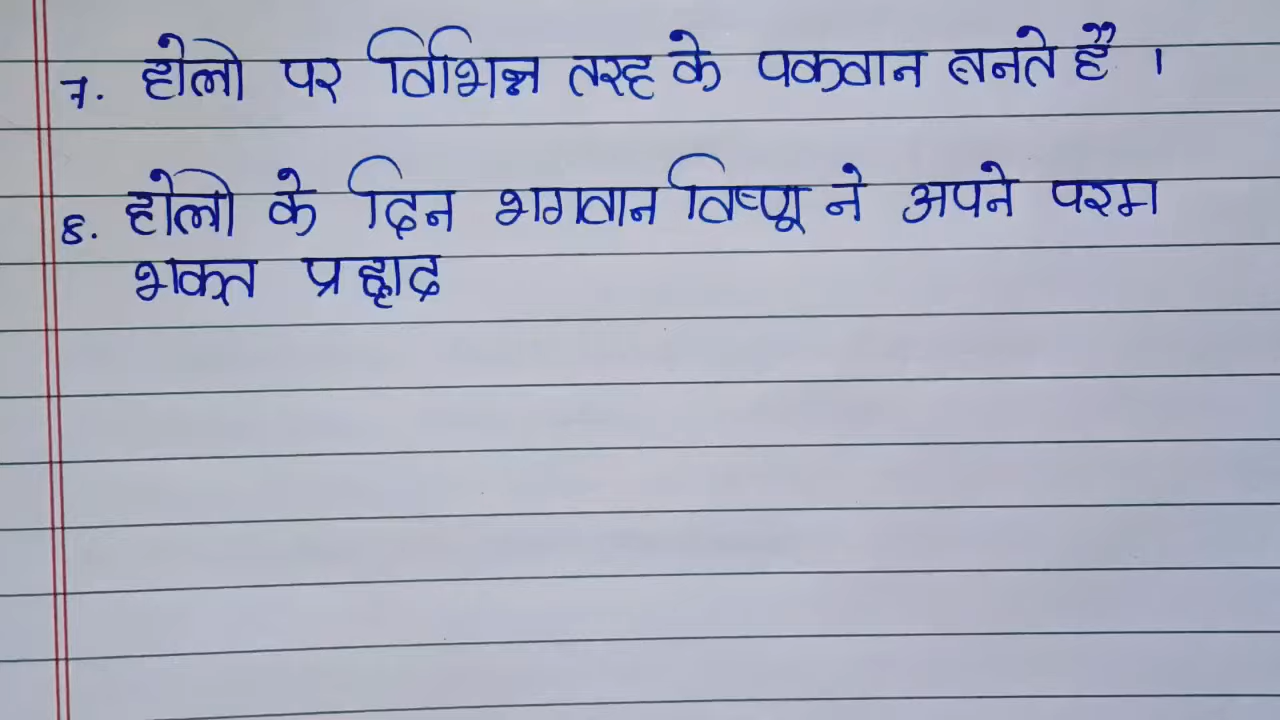 7. होली पर विभिन्न तरह के पकवान बनते है ।
8. होली के दिन भगवान विष्णू ने अपने परम
भक्त प्रह्लाद